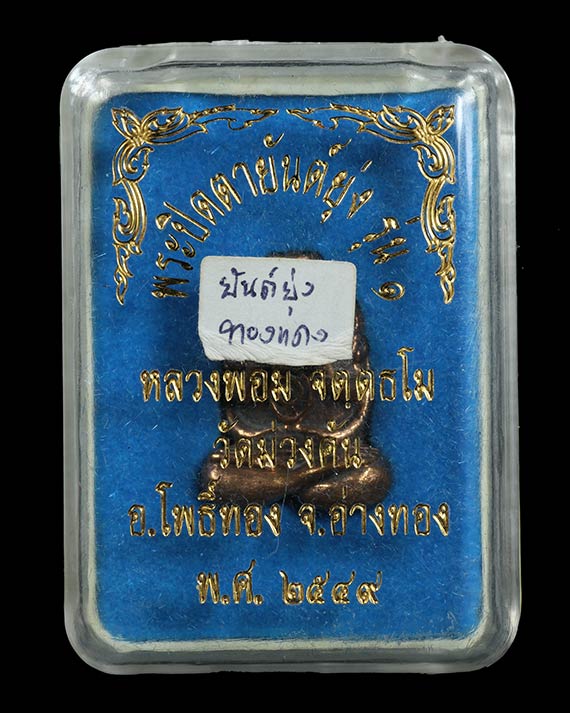 พระปิดตายันต์ยุ่ง รุ่น ๑
ยันต์ยุ่ง
ทองแดง
หลวงพ่อม จตฺตธโม
วัดม่วงคัน
อ.โพธิ์ทอง จ.อ่างทอง
พ.ศ. ๒๕๔๙